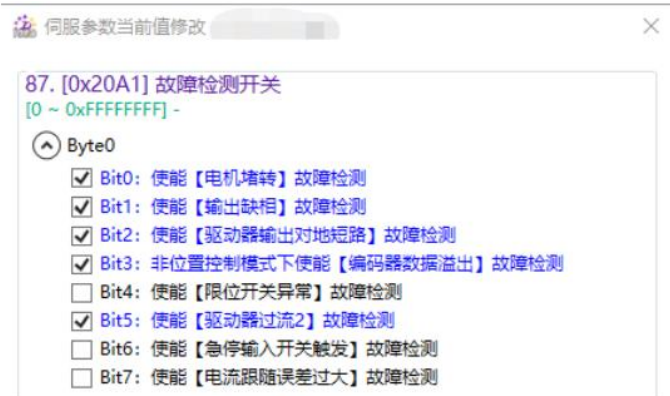 伺服参数当前值修改
87. [0x20A1] 故障检测开关
[0 ~ 0xFFFFFFFF] -
Byte0
Bit0：使能【电机堵转】故障检测
Bit1：使能【输出缺相】故障检测
Bit2：使能【驱动器输出对地短路】故障检测
Bit3：非位置控制模式下使能【编码器数据溢出】故障检测
Bit4：使能【限位开关异常】故障检测
Bit5：使能【驱动器过流2】故障检测
Bit6：使能【急停输入开关触发】故障检测
Bit7：使能【电流跟随误差过大】故障检测